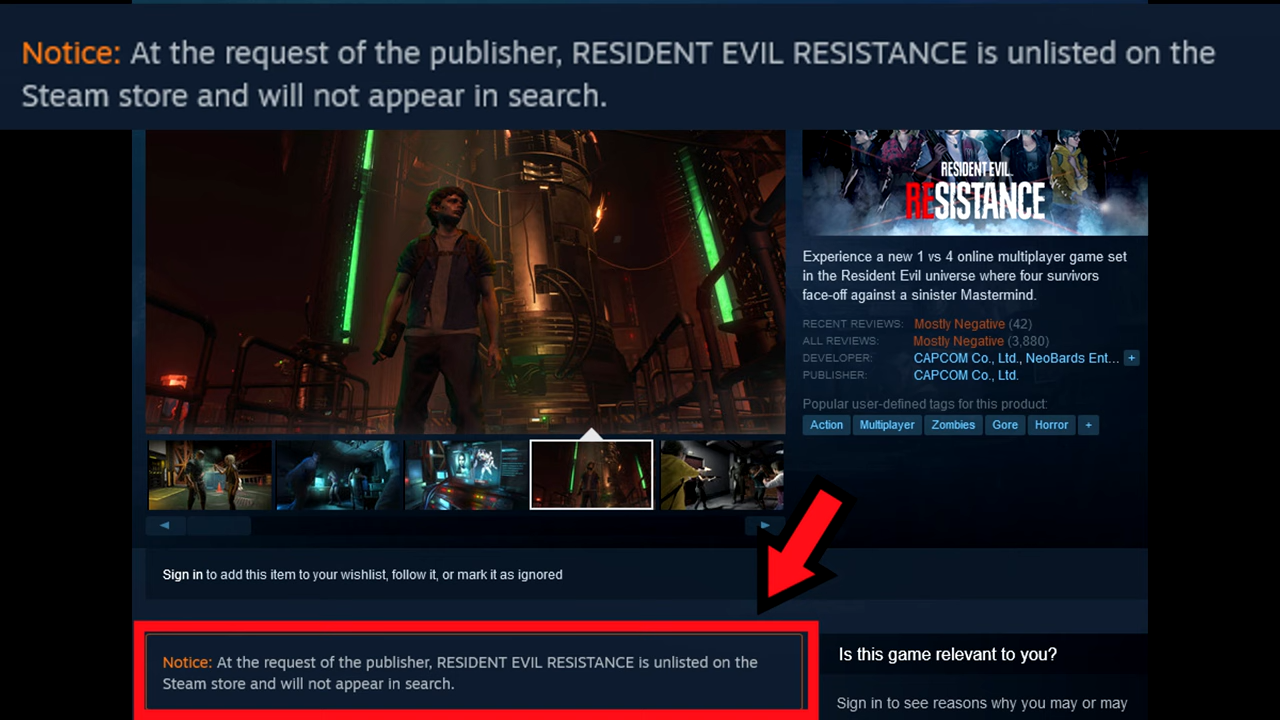 Notice: At the request of the publisher, RESIDENT EVIL RESISTANCE is unlisted on the
Steam store and will not appear in search.
RESIDENT EVIL
RESISTANCE
Experience a new 1 vs 4 online multiplayer game set
in the Resident Evil universe where four survivors
face-off against a sinister Mastermind.
RECENT REVIEWS: Mostly Negative (42)
ALL REVIEWS: Mostly Negative (3,880)
DEVELOPER: CAPCOM Co., Ltd., NeoBards Ent... +
PUBLISHER: CAPCOM Co., Ltd.
Popular user-defined tags for this product:
Action Multiplayer Zombies Gore Horror +
Sign in to add this item to your wishlist, follow it, or mark it as ignored
Notice: At the request of the publisher, RESIDENT EVIL RESISTANCE is unlisted on the
Steam store and will not appear in search.
Is this game relevant to you?
Sign in to see reasons why you may or may